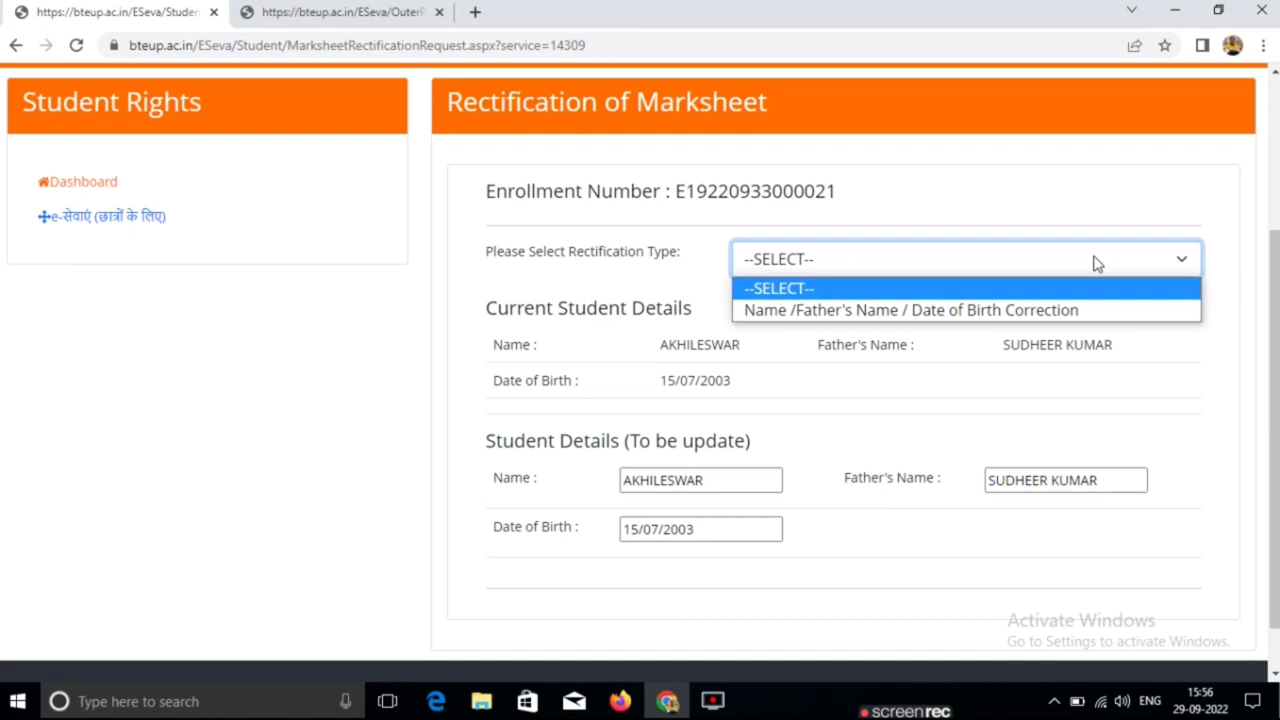 https://bteup.ac.in/ESeva/Studen
https://bteup.ac.in/ESeva/OuterP
bteup.ac.in/ESeva/Student/MarksheetRectificationRequest.aspx?service=14309
Student Rights
Dashboard
e-सेवाएं (छात्रों के लिए)
Rectification of Marksheet
Enrollment Number : E19220933000021
Please Select Rectification Type:
--SELECT--
--SELECT--
Name /Father's Name / Date of Birth Correction
Current Student Details
Name : AKHILESWAR Father's Name : SUDHEER KUMAR
Date of Birth : 15/07/2003
Student Details (To be update)
Name : AKHILESWAR Father's Name : SUDHEER KUMAR
Date of Birth : 15/07/2003
Activate Windows
Go to Settings to activate Windows.
Type here to search
screenrec
ENG
15:56
29-09-2022